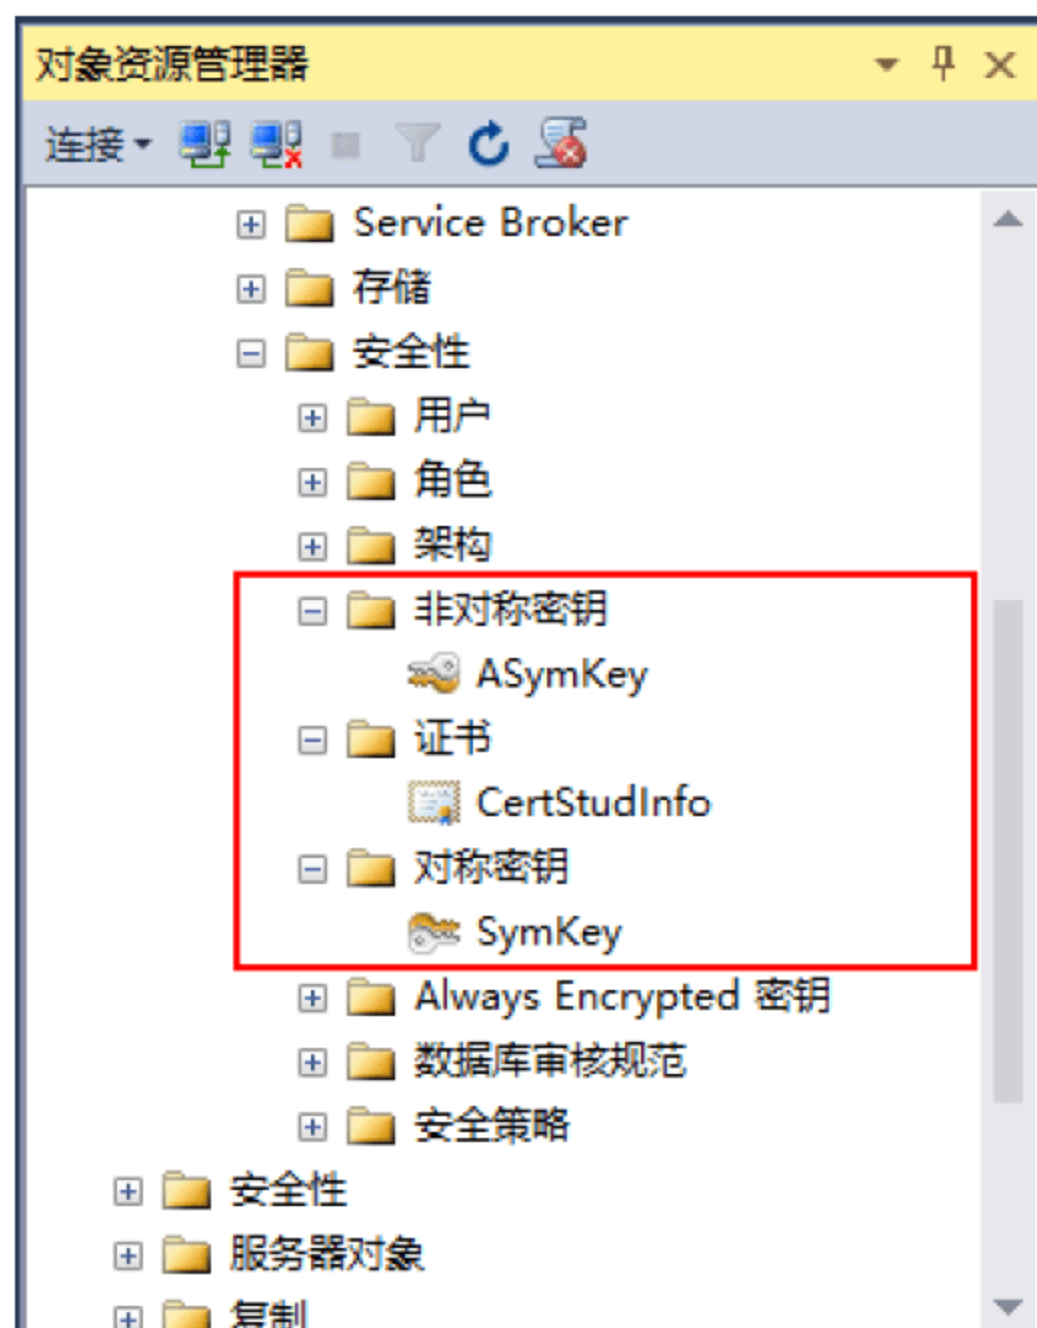 对象资源管理器
连接
Service Broker
存储
安全性
用户
角色
架构
非对称密钥
ASymKey
证书
CertStudInfo
对称密钥
SymKey
Always Encrypted 密钥
数据库审核规范
安全策略
安全性
服务器对象
复制